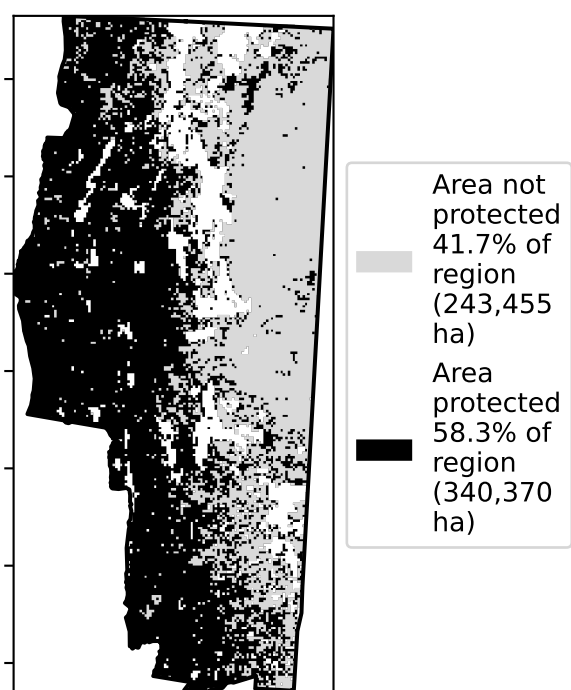 Area not
protected
41.7% of
region
(243,455
ha)
Area
protected
58.3% of
region
(340,370
ha)